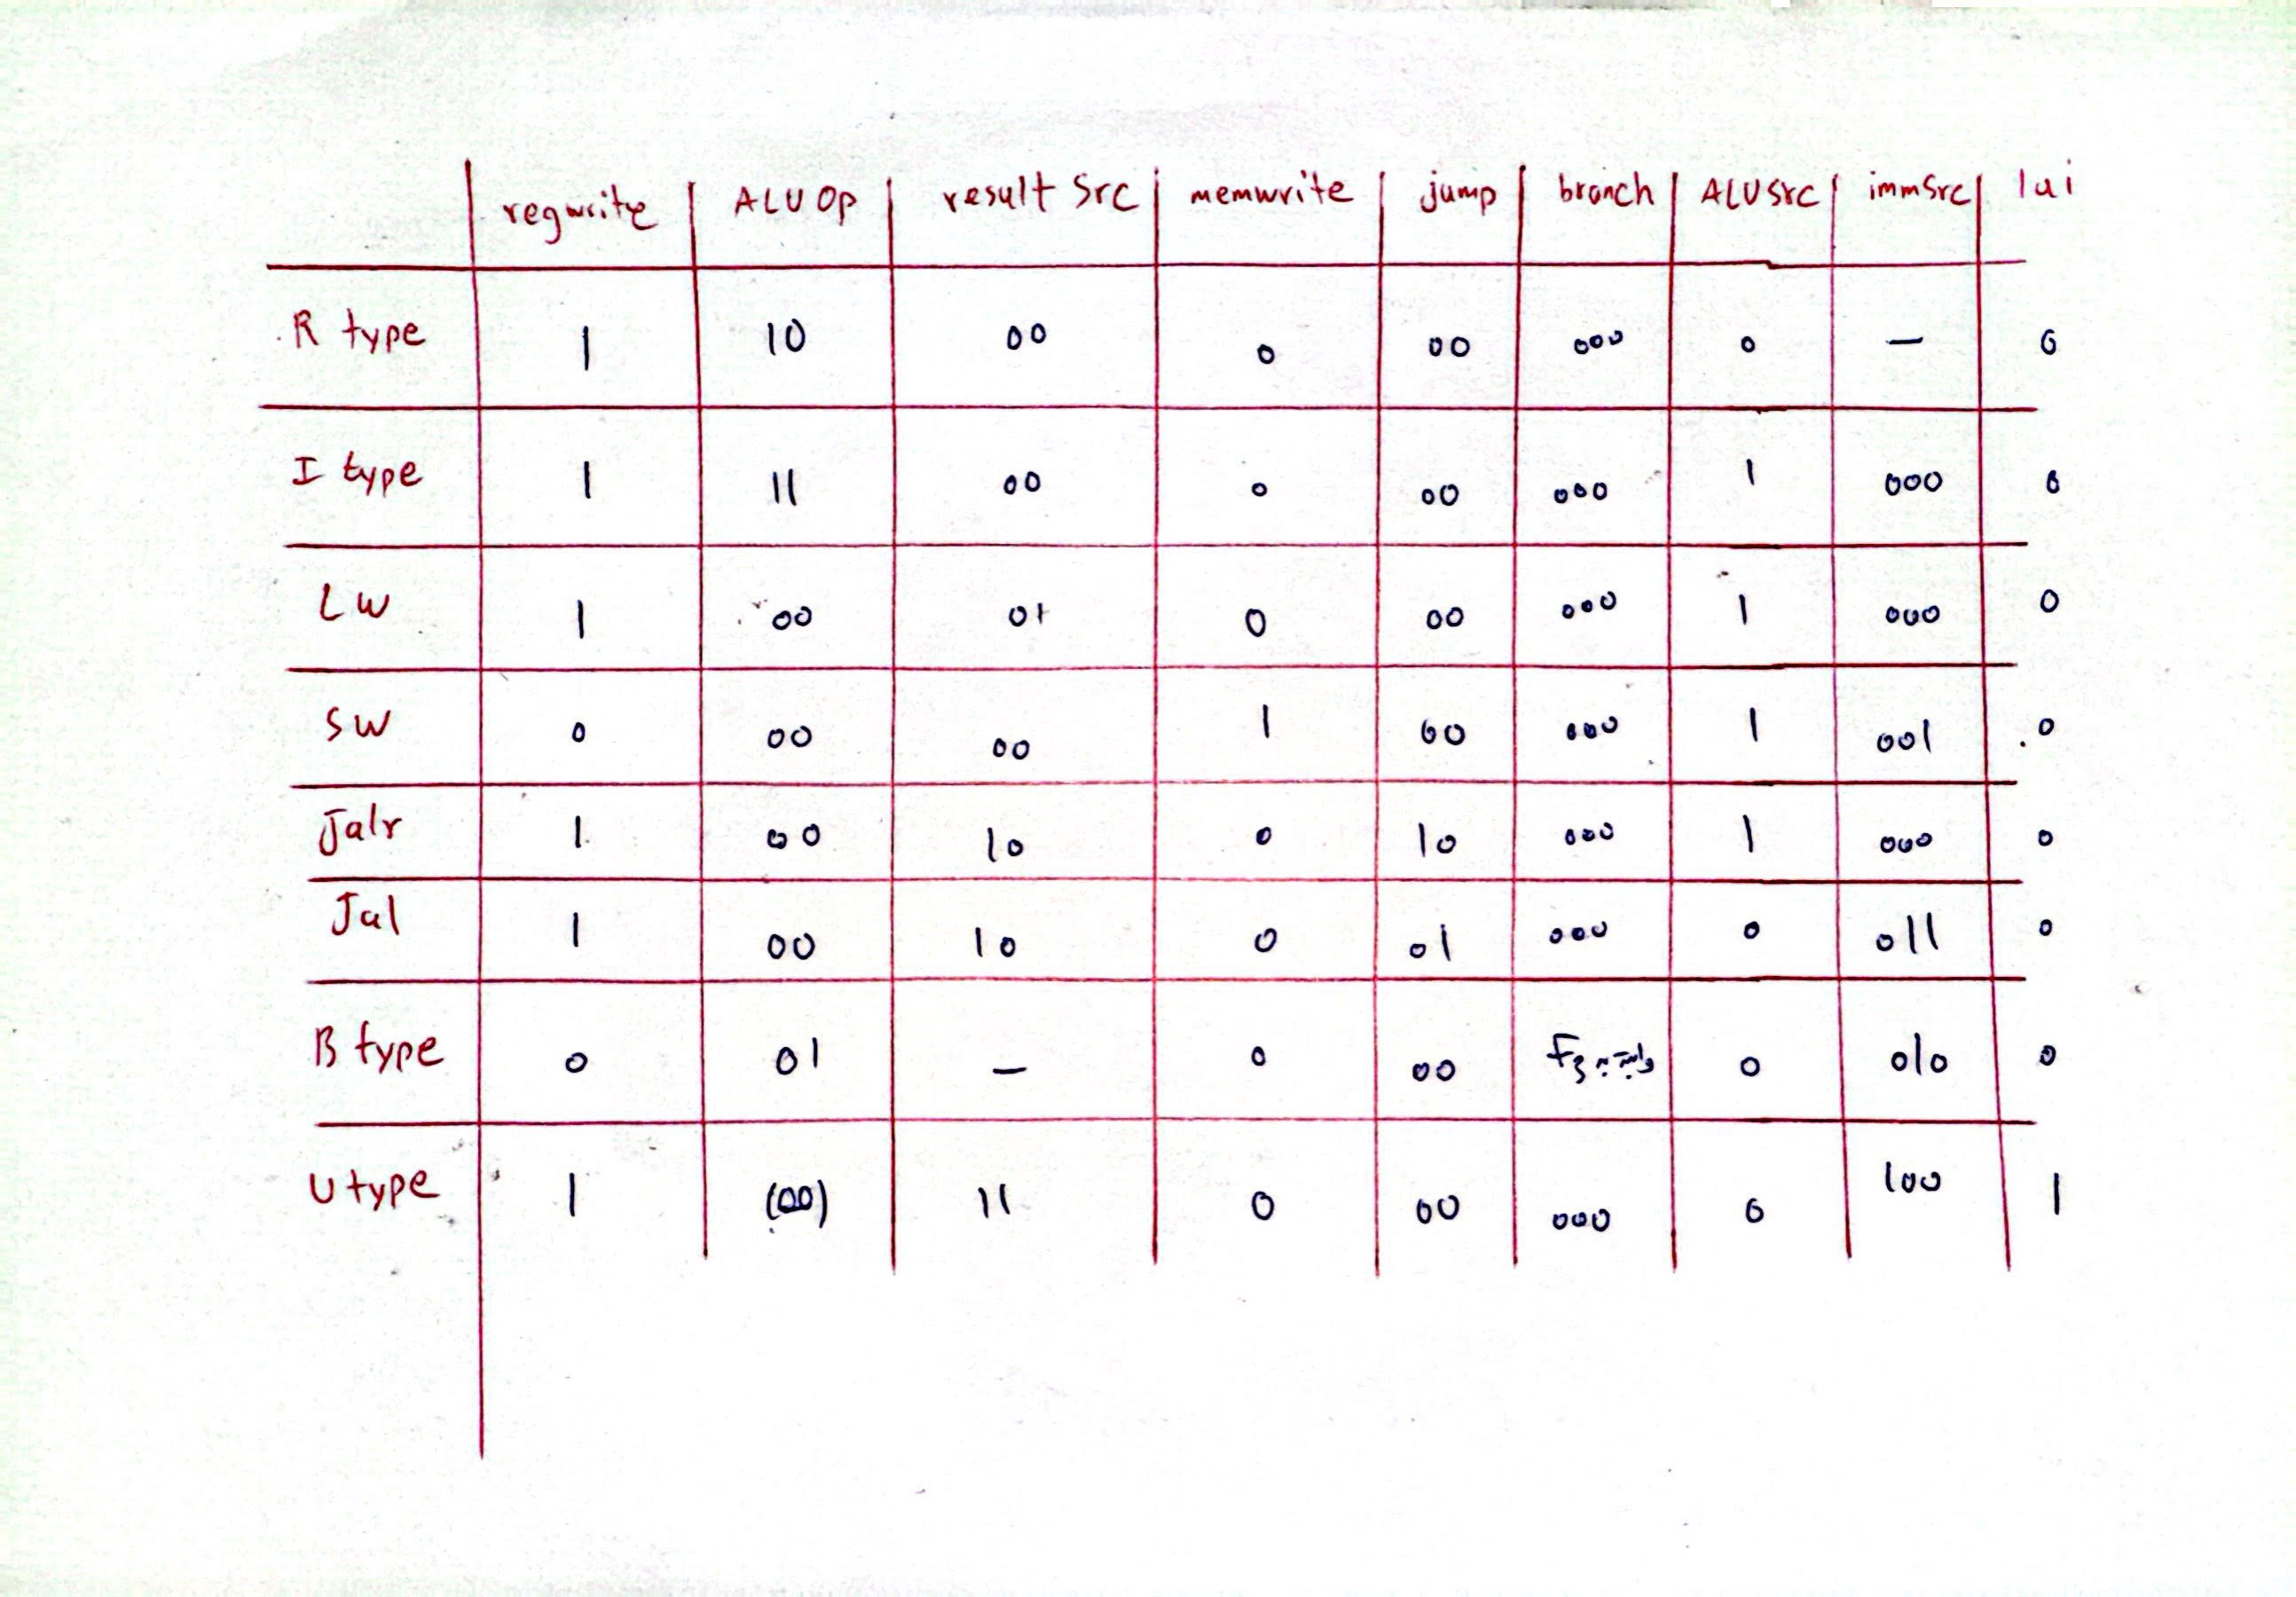 regwrite ALUOp result Src memwrite jump branch ALUSrc immSrc lui
R type 1 10 00 0 00 000 0 — 0
I type 1 11 00 0 00 000 1 000 0
LW 1 00 01 0 00 000 1 000 0
SW 0 00 00 1 00 000 1 001 0
Jalr 1 00 10 0 10 000 1 000 0
Jal 1 00 10 0 01 000 0 011 0
B type 0 01 — 0 00 وابسته به F3 0 010 0
U type 1 (00) 11 0 00 000 0 100 1